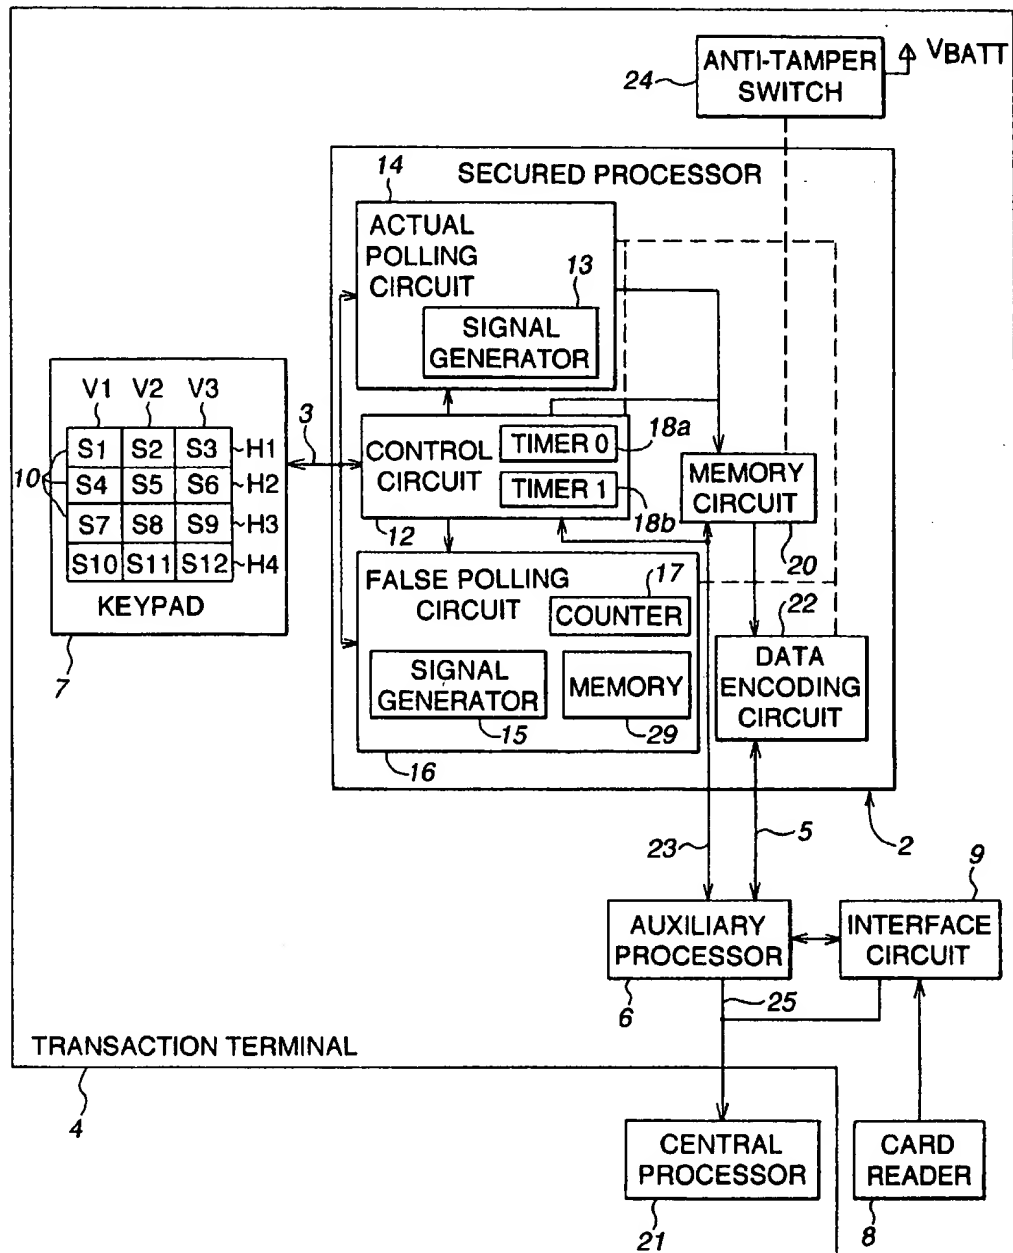 ANTI-TAMPER
SWITCH
VBATT
24
SECURED PROCESSOR
14
ACTUAL
POLLING
CIRCUIT
13
SIGNAL
GENERATOR
V1 V2 V3
S1 S2 S3 H1
S4 S5 S6 H2
S7 S8 S9 H3
S10 S11 S12 H4
10
KEYPAD
7
3
CONTROL
CIRCUIT
TIMER 0
TIMER 1
18a
18b
12
MEMORY
CIRCUIT
20
FALSE POLLING
CIRCUIT
17
COUNTER
SIGNAL
GENERATOR
15
MEMORY
29
16
22
DATA
ENCODING
CIRCUIT
23
5
2
9
AUXILIARY
PROCESSOR
6
INTERFACE
CIRCUIT
25
TRANSACTION TERMINAL
4
CENTRAL
PROCESSOR
21
CARD
READER
8